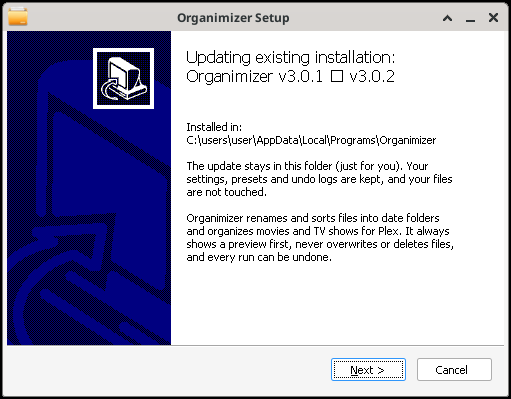 Organimizer Setup
Updating existing installation:
Organimizer v3.0.1 □ v3.0.2
Installed in:
C:\users\user\AppData\Local\Programs\Organimizer
The update stays in this folder (just for you). Your
settings, presets and undo logs are kept, and your files
are not touched.
Organimizer renames and sorts files into date folders
and organizes movies and TV shows for Plex. It always
shows a preview first, never overwrites or deletes files,
and every run can be undone.
Next >
Cancel